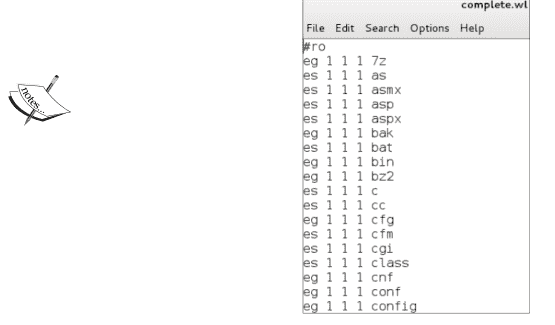 notes...
complete.wl
File Edit Search Options Help
#ro
eg 1 1 1 7z
es 1 1 1 as
es 1 1 1 asmx
es 1 1 1 asp
es 1 1 1 aspx
eg 1 1 1 bak
es 1 1 1 bat
eg 1 1 1 bin
eg 1 1 1 bz2
es 1 1 1 c
es 1 1 1 cc
eg 1 1 1 cfg
es 1 1 1 cfm
es 1 1 1 cgi
es 1 1 1 class
eg 1 1 1 cnf
eg 1 1 1 conf
eg 1 1 1 config